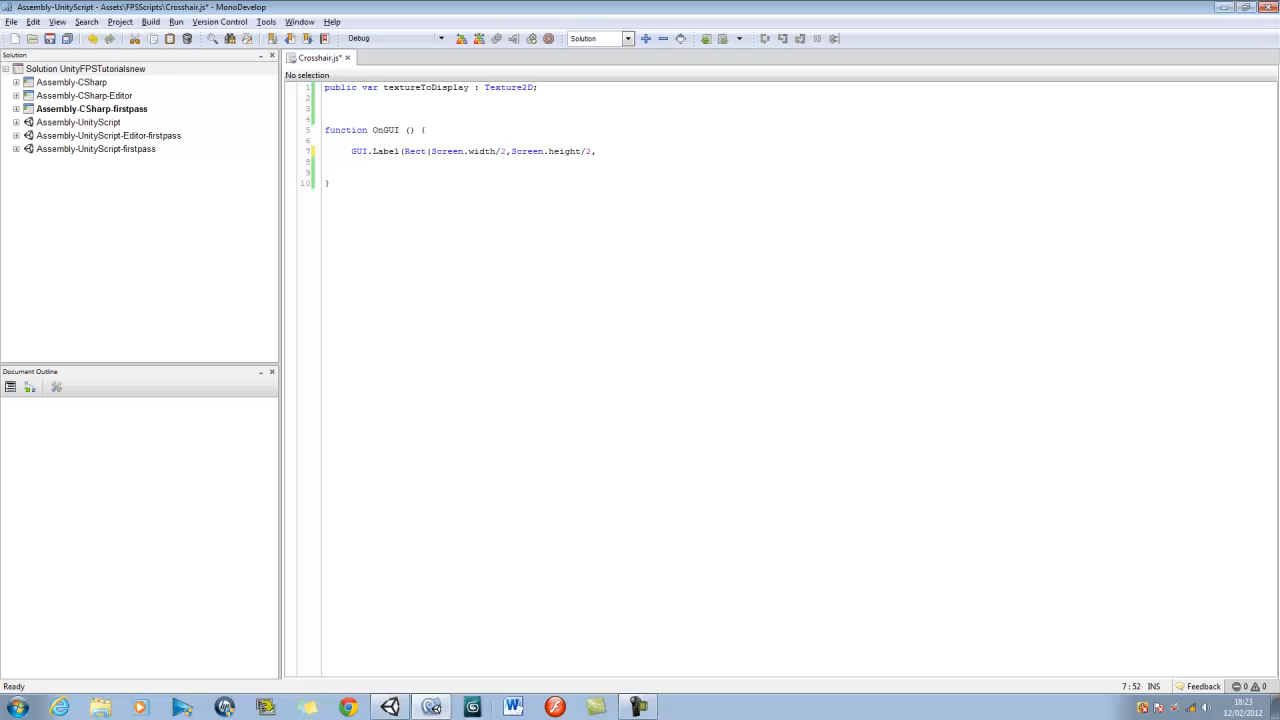 Assembly-UnityScript - Assets\FPSScripts\Crosshair.js* - MonoDevelop
File Edit View Search Project Build Run Version Control Tools Window Help
Debug Solution
Solution
Crosshair.js*
Solution UnityFPSTutorialsnew
No selection
Assembly-CSharp
Assembly-CSharp-Editor
Assembly-CSharp-firstpass
Assembly-UnityScript
Assembly-UnityScript-Editor-firstpass
Assembly-UnityScript-firstpass
1 public var textureToDisplay : Texture2D;
2
3
4
5 function OnGUI () {
6
7 GUI.Label(Rect(Screen.width/2,Screen.height/2,
8
9
10 }
Document Outline
Ready 7 : 52 INS Feedback 0 0
18:23
12/02/2012